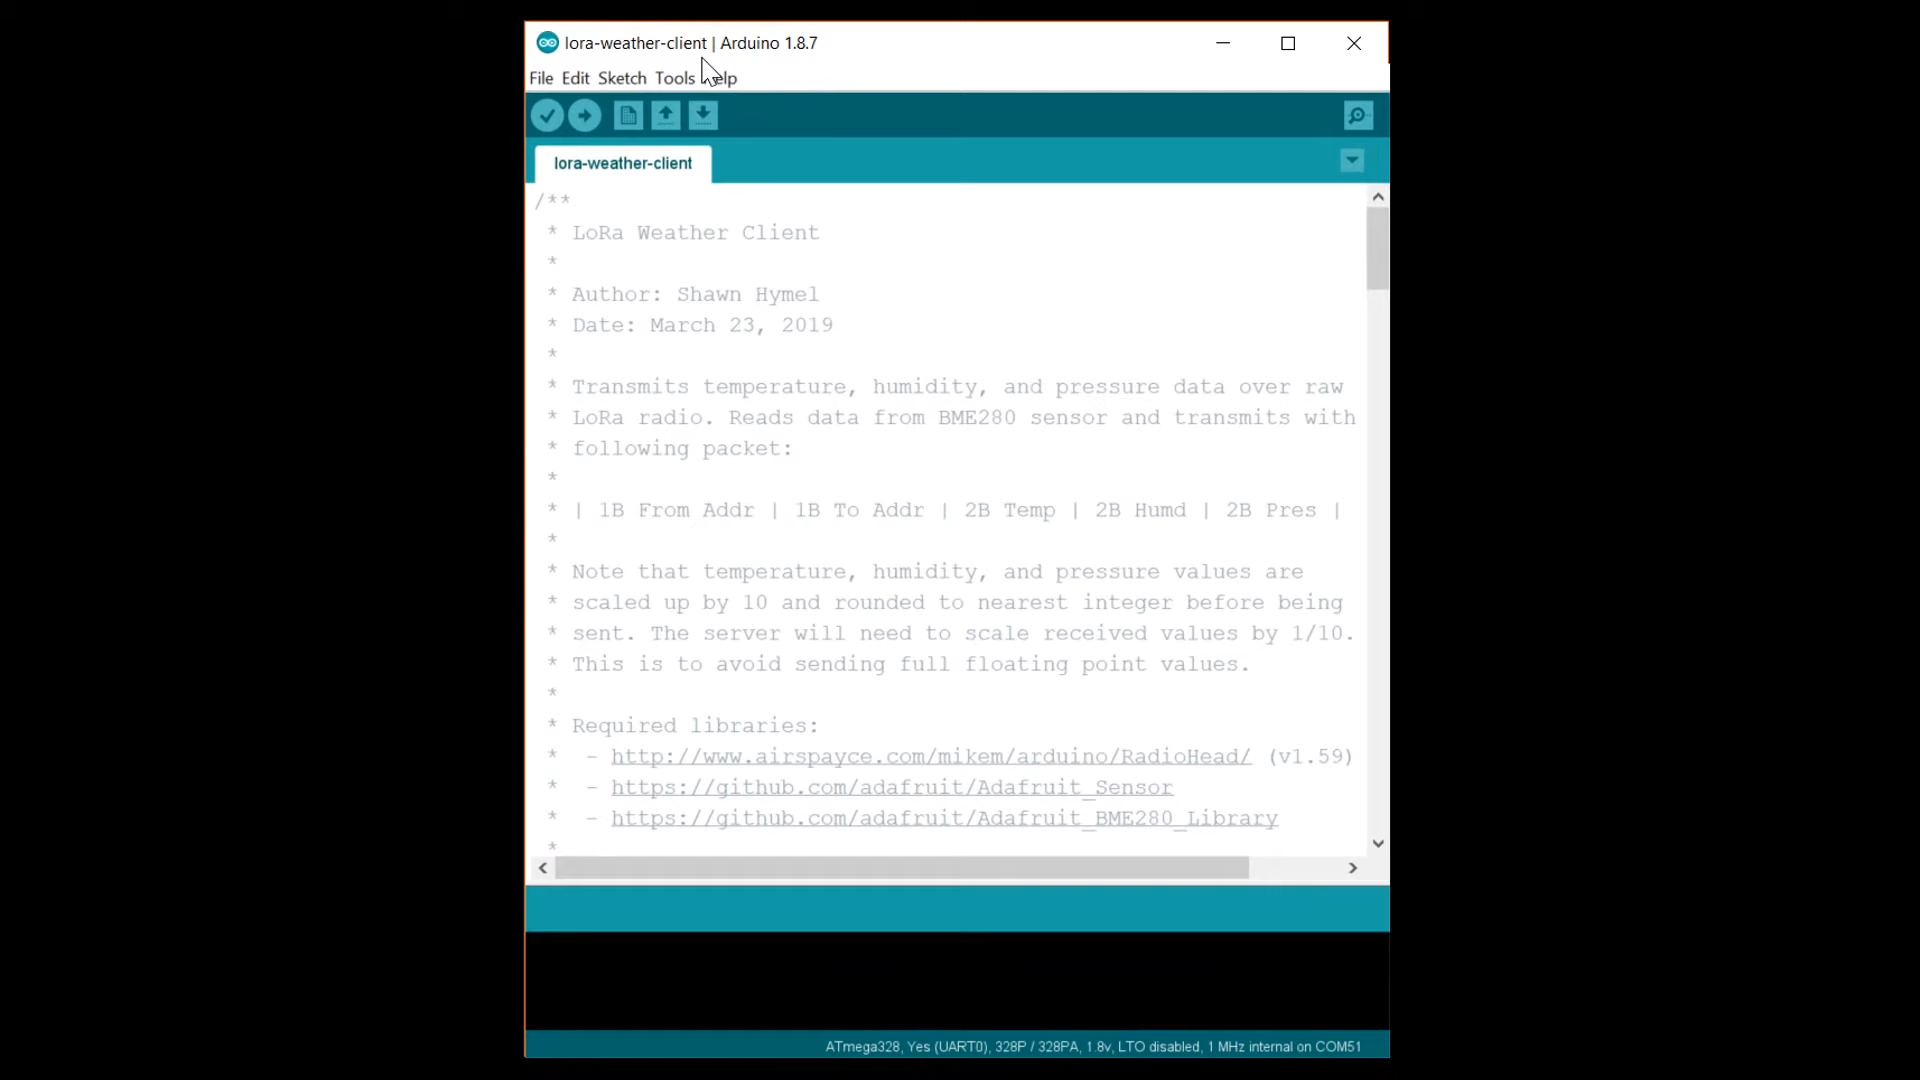 lora-weather-client | Arduino 1.8.7
File Edit Sketch Tools Help
lora-weather-client
/**
* LoRa Weather Client
*
* Author: Shawn Hymel
* Date: March 23, 2019
*
* Transmits temperature, humidity, and pressure data over raw
* LoRa radio. Reads data from BME280 sensor and transmits with
* following packet:
*
* | 1B From Addr | 1B To Addr | 2B Temp | 2B Humd | 2B Pres |
*
* Note that temperature, humidity, and pressure values are
* scaled up by 10 and rounded to nearest integer before being
* sent. The server will need to scale received values by 1/10.
* This is to avoid sending full floating point values.
*
* Required libraries:
*  - http://www.airspayce.com/mikem/arduino/RadioHead/ (v1.59)
*  - https://github.com/adafruit/Adafruit_Sensor
*  - https://github.com/adafruit/Adafruit_BME280_Library
*
ATmega328, Yes (UART0), 328P / 328PA, 1.8v, LTO disabled, 1 MHz internal on COM51